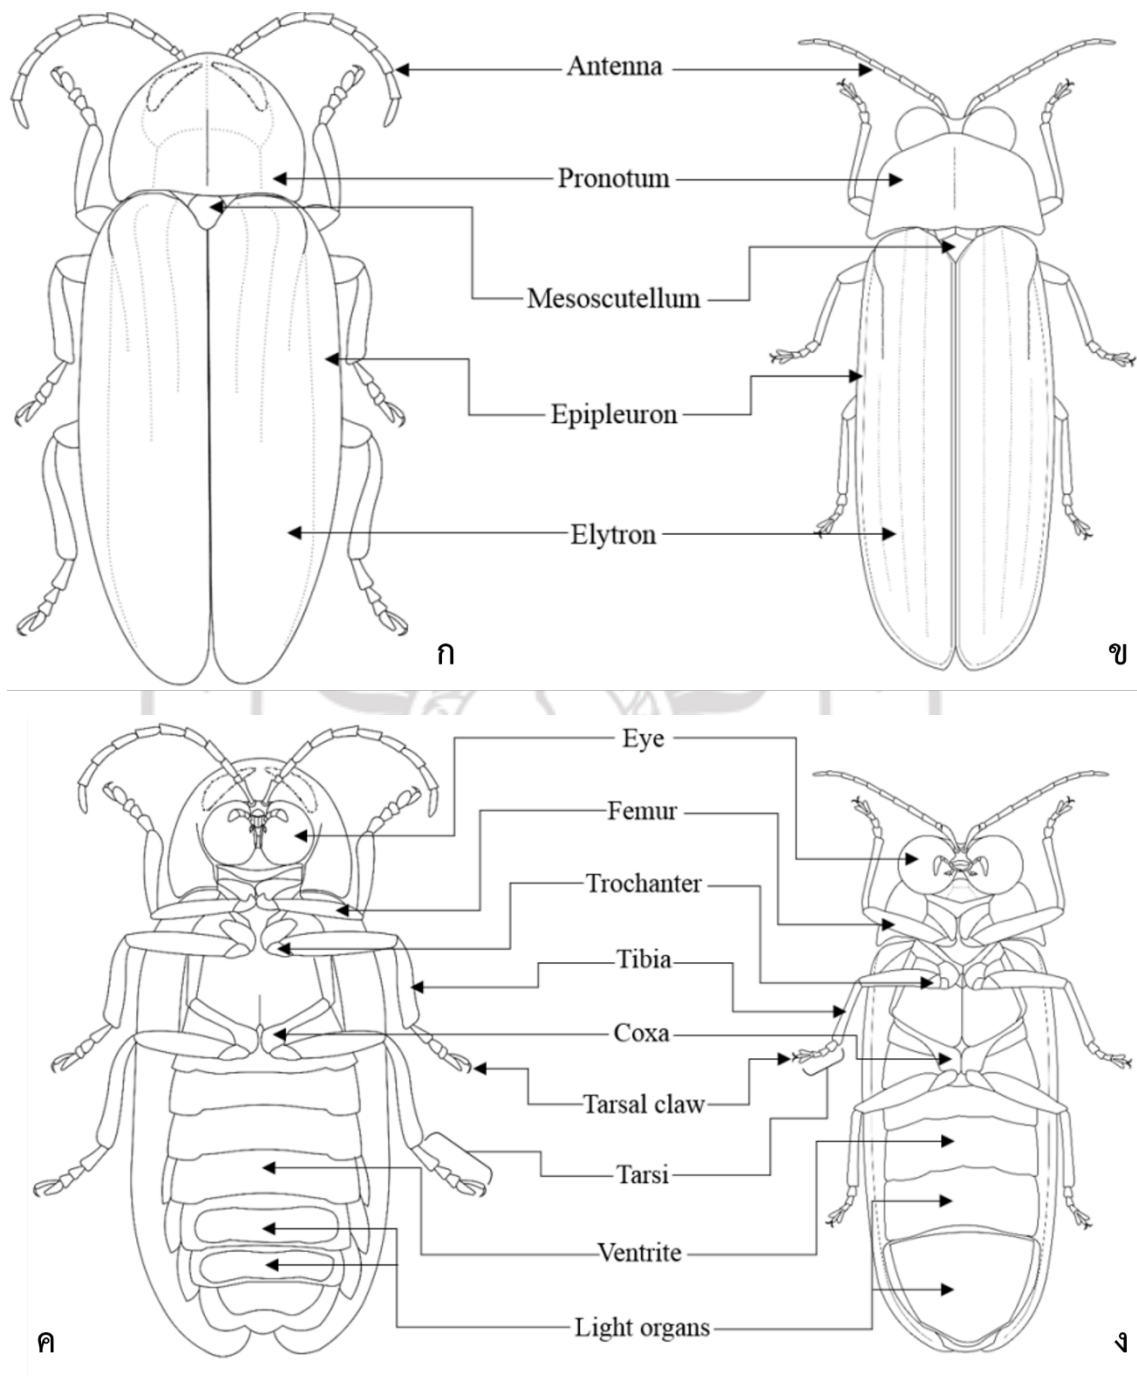 Antenna
Pronotum
Mesoscutellum
Epipleuron
Elytron
ก
ข
Eye
Femur
Trochanter
Tibia
Coxa
Tarsal claw
Tarsi
Ventrite
Light organs
ค
ง